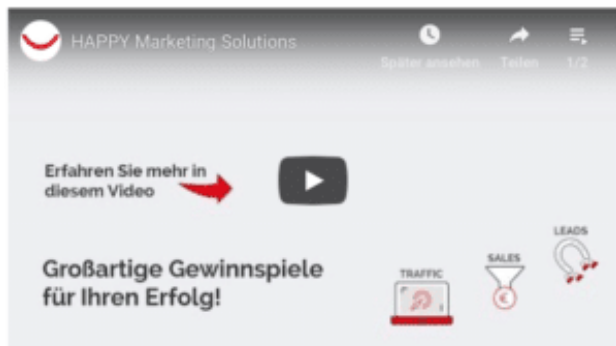 HAPPY Marketing Solutions
Später ansehen
Teilen
1/2
Erfahren Sie mehr in
diesem Video
Großartige Gewinnspiele
für Ihren Erfolg!
TRAFFIC
SALES
€
LEADS